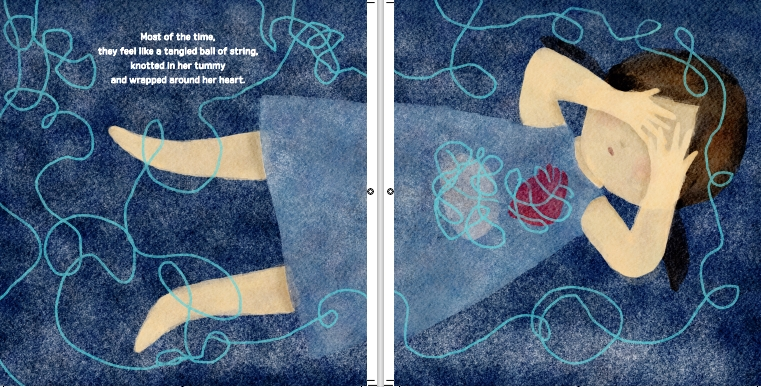 Most of the time,
they feel like a tangled ball of string,
knotted in her tummy
and wrapped around her heart.